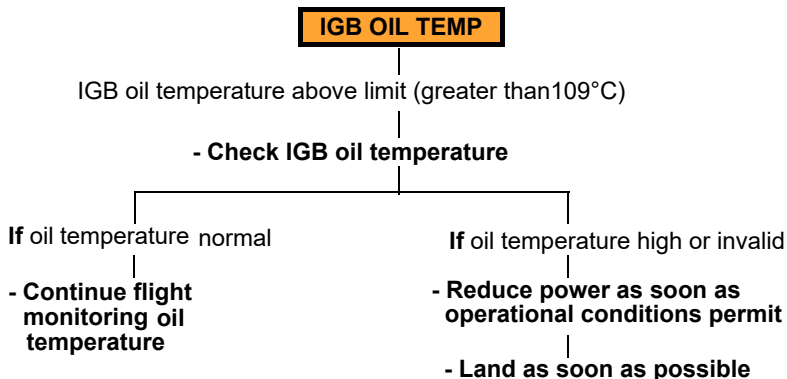 IGB OIL TEMP
IGB oil temperature above limit (greater than109°C)
- Check IGB oil temperature
If oil temperature normal
- Continue flight
monitoring oil
temperature
If oil temperature high or invalid
- Reduce power as soon as
operational conditions permit
- Land as soon as possible